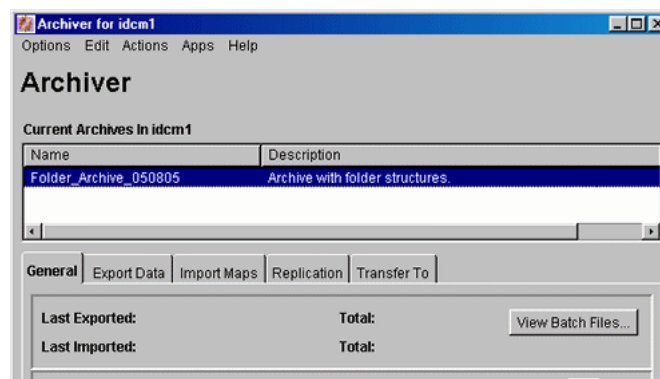 Archiver for idcm1
Options Edit Actions Apps Help
Archiver
Current Archives In idcm1
Name Description
Folder_Archive_050805 Archive with folder structures.
General Export Data Import Maps Replication Transfer To
Last Exported: Total: View Batch Files...
Last Imported: Total: